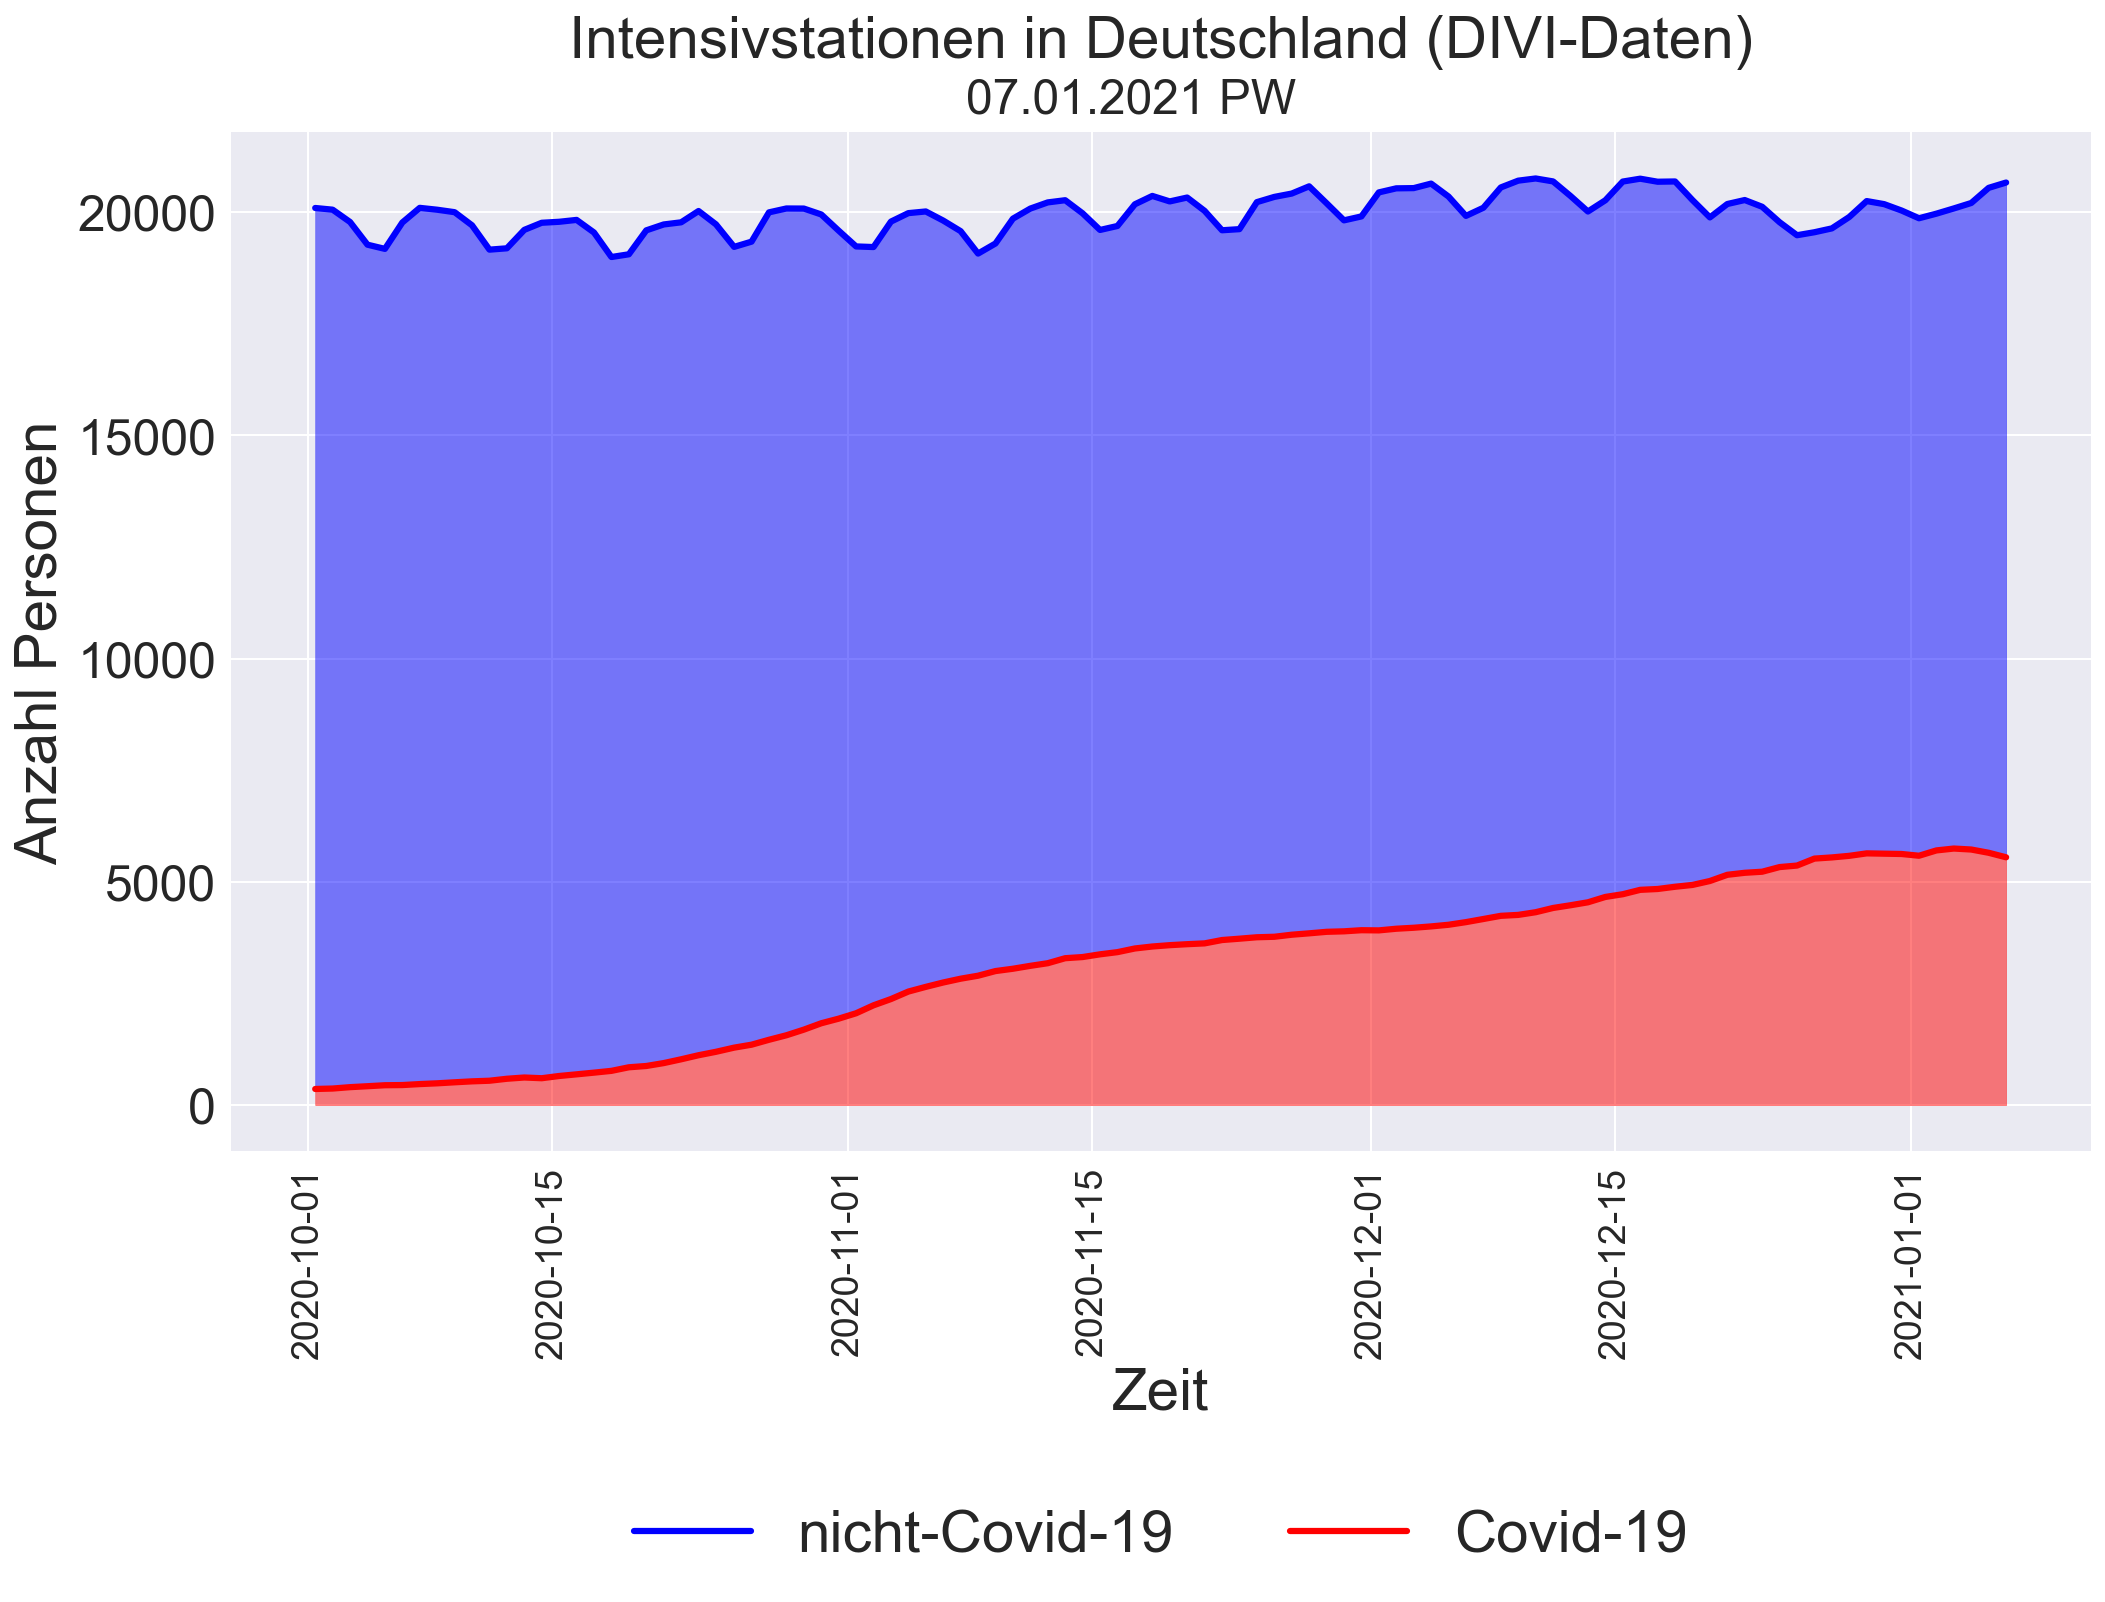 Intensivstationen in Deutschland (DIVI-Daten)
07.01.2021 PW
Anzahl Personen
20000
15000
10000
5000
0
2020-10-01
2020-10-15
2020-11-01
2020-11-15
2020-12-01
2020-12-15
2021-01-01
Zeit
nicht-Covid-19
Covid-19